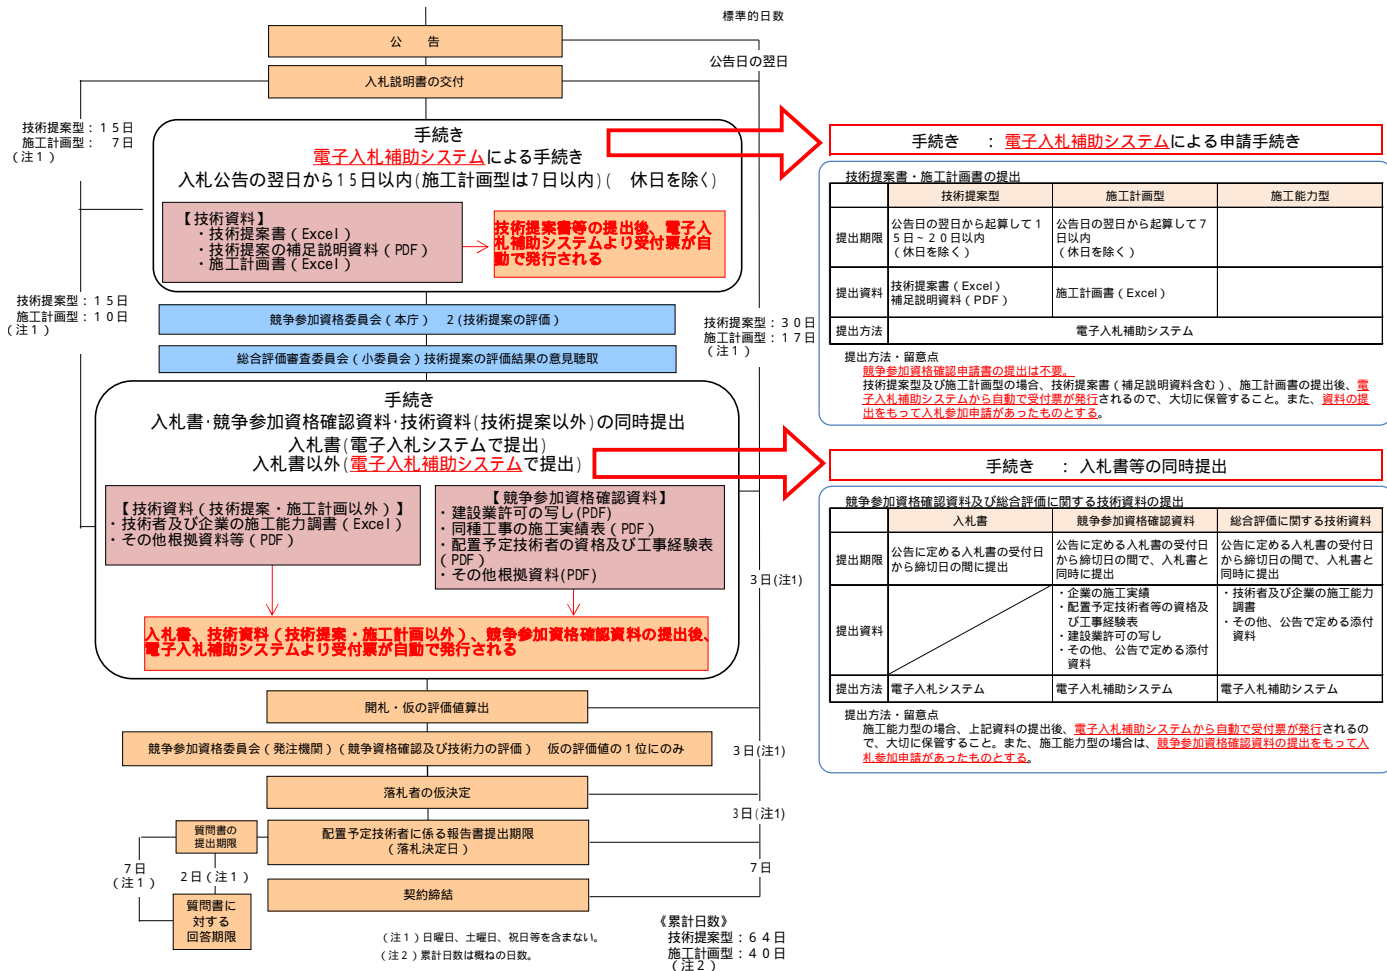 標準的日数
公　告
公告日の翌日
入札説明書の交付
技術提案型：１５日
施工計画型：　７日
（注１）
手続き
電子入札補助システムによる手続き
入札公告の翌日から15日以内(施工計画型は7日以内)(　休日を除く)
【技術資料】
・技術提案書（Excel）
・技術提案の補足説明資料（PDF）
・施工計画書（Excel）
技術提案書等の提出後、電子入
札補助システムより受付票が自
動で発行される
技術提案型：１５日
施工計画型：１０日
（注１）
競争参加資格委員会（本庁）　2（技術提案の評価）
総合評価審査委員会（小委員会）技術提案の評価結果の意見聴取
技術提案型：３０日
施工計画型：１７日
（注１）
手続き
入札書・競争参加資格確認資料・技術資料(技術提案以外)の同時提出
入札書(電子入札システムで提出)
入札書以外(電子入札補助システムで提出)
【技術資料（技術提案・施工計画以外）】
・技術者及び企業の施工能力調書（Excel）
・その他根拠資料等（PDF）
【競争参加資格確認資料】
・建設業許可の写し(PDF)
・同種工事の施工実績表（PDF）
・配置予定技術者の資格及び工事経験表
（PDF）
・その他根拠資料(PDF)
3日(注1)
入札書、技術資料（技術提案・施工計画以外）、競争参加資格確認資料の提出後、
電子入札補助システムより受付票が自動で発行される
開札・仮の評価値算出
競争参加資格委員会（発注機関）（競争資格確認及び技術力の評価）　仮の評価値の１位にのみ
3日(注1)
落札者の仮決定
3日(注1)
質問書の
提出期限
配置予定技術者に係る報告書提出期限
（落札決定日）
7日
（注１）
2日（注１）
7日
契約締結
質問書に
対する
回答期限
（注１）日曜日、土曜日、祝日等を含まない。
（注２）累計日数は概ねの日数。
《累計日数》
技術提案型：６４日
施工計画型：４０日
（注２）
手続き　：電子入札補助システムによる申請手続き
技術提案書・施工計画書の提出
技術提案型　施工計画型　施工能力型
提出期限
公告日の翌日から起算して１
５日～２０日以内
（休日を除く）
公告日の翌日から起算して７
日以内
（休日を除く）
提出資料
技術提案書（Excel）
補足説明資料（PDF）
施工計画書（Excel）
提出方法　電子入札補助システム
提出方法・留意点
競争参加資格確認申請書の提出は不要。
技術提案型及び施工計画型の場合、技術提案書（補足説明資料含む）、施工計画書の提出後、電
子入札補助システムから自動で受付票が発行されるので、大切に保管すること。また、資料の提
出をもって入札参加申請があったものとする。
手続き　：入札書等の同時提出
競争参加資格確認資料及び総合評価に関する技術資料の提出
入札書　競争参加資格確認資料　総合評価に関する技術資料
提出期限
公告に定める入札書の受付日
から締切日の間に提出
公告に定める入札書の受付日
から締切日の間で、入札書と
同時に提出
公告に定める入札書の受付日
から締切日の間で、入札書と
同時に提出
提出資料
・企業の施工実績
・配置予定技術者等の資格及
び工事経験表
・建設業許可の写し
・その他、公告で定める添付
資料
・技術者及び企業の施工能力
調書
・その他、公告で定める添付
資料
提出方法　電子入札システム　電子入札補助システム　電子入札補助システム
提出方法・留意点
施工能力型の場合、上記資料の提出後、電子入札補助システムから自動で受付票が発行されるの
で、大切に保管すること。また、施工能力型の場合は、競争参加資格確認資料の提出をもって入
札参加申請があったものとする。